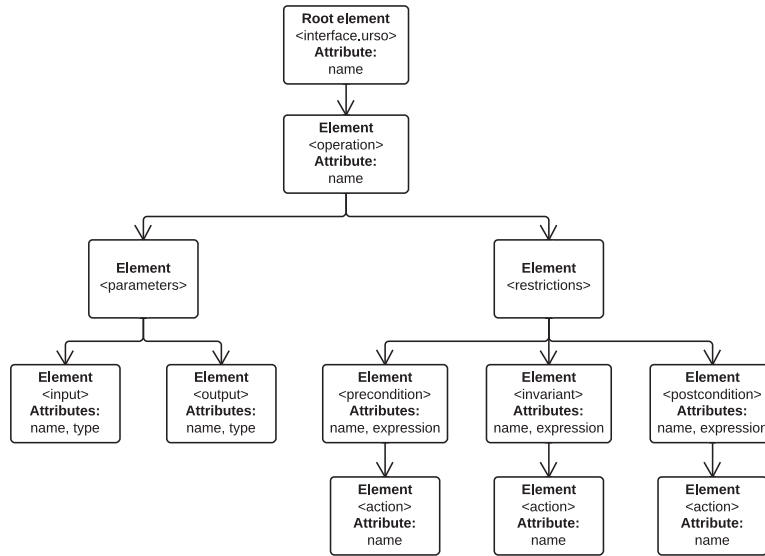 Root element
<interface.urso>
Attribute:
name
Element
<operation>
Attribute:
name
Element
<parameters>
Element
<restrictions>
Element
<input>
Attributes:
name, type
Element
<output>
Attributes:
name, type
Element
<precondition>
Attributes:
name, expression
Element
<invariant>
Attributes:
name, expression
Element
<postcondition>
Attributes:
name, expression
Element
<action>
Attribute:
name
Element
<action>
Attribute:
name
Element
<action>
Attribute:
name